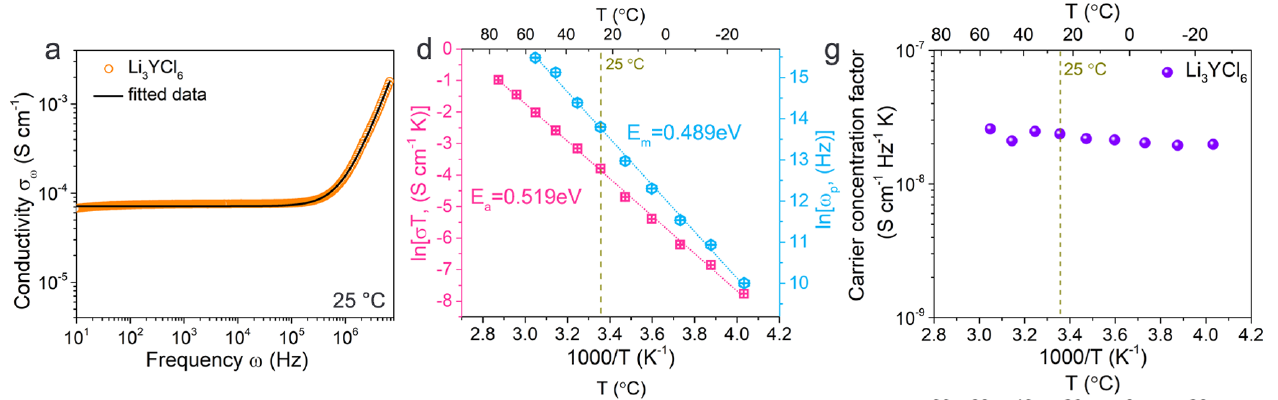 a
Li₃YCl₆
fitted data
Conductivity σω (S cm⁻¹)
10⁻³
10⁻⁴
10⁻⁵
25 °C
10¹ 10² 10³ 10⁴ 10⁵ 10⁶
Frequency ω (Hz)
d
T (°C)
80 60 40 20 0 -20
0
-1
-2
-3
-4
-5
-6
-7
-8
ln[σT, (S cm⁻¹ K)]
25 °C
Eₘ=0.489eV
Eₐ=0.519eV
15
14
13
12
11
10
ln[ωₚ, (Hz)]
2.8 3.0 3.2 3.4 3.6 3.8 4.0 4.2
1000/T (K⁻¹)
T (°C)
g
T (°C)
80 60 40 20 0 -20
10⁻⁷
10⁻⁸
10⁻⁹
Carrier concentration factor
(S cm⁻¹ Hz⁻¹ K)
25 °C
Li₃YCl₆
2.8 3.0 3.2 3.4 3.6 3.8 4.0 4.2
1000/T (K⁻¹)
T (°C)